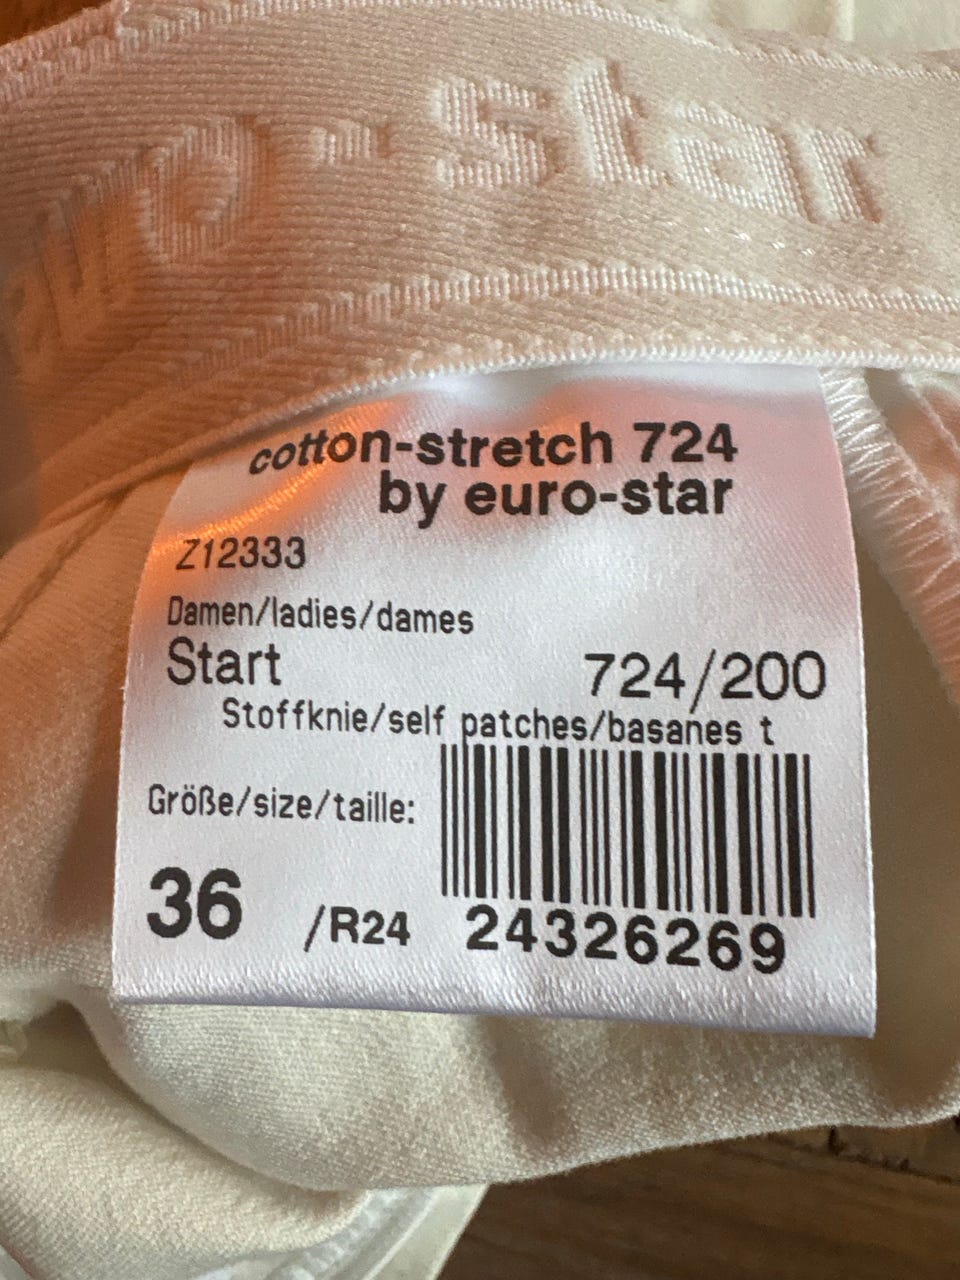 euro-star
cotton-stretch 724
by euro-star
Z12333
Damen/ladies/dames
Start 724/200
Stoffknie/self patches/basanes t
Größe/size/taille:
36 /R24 24326269